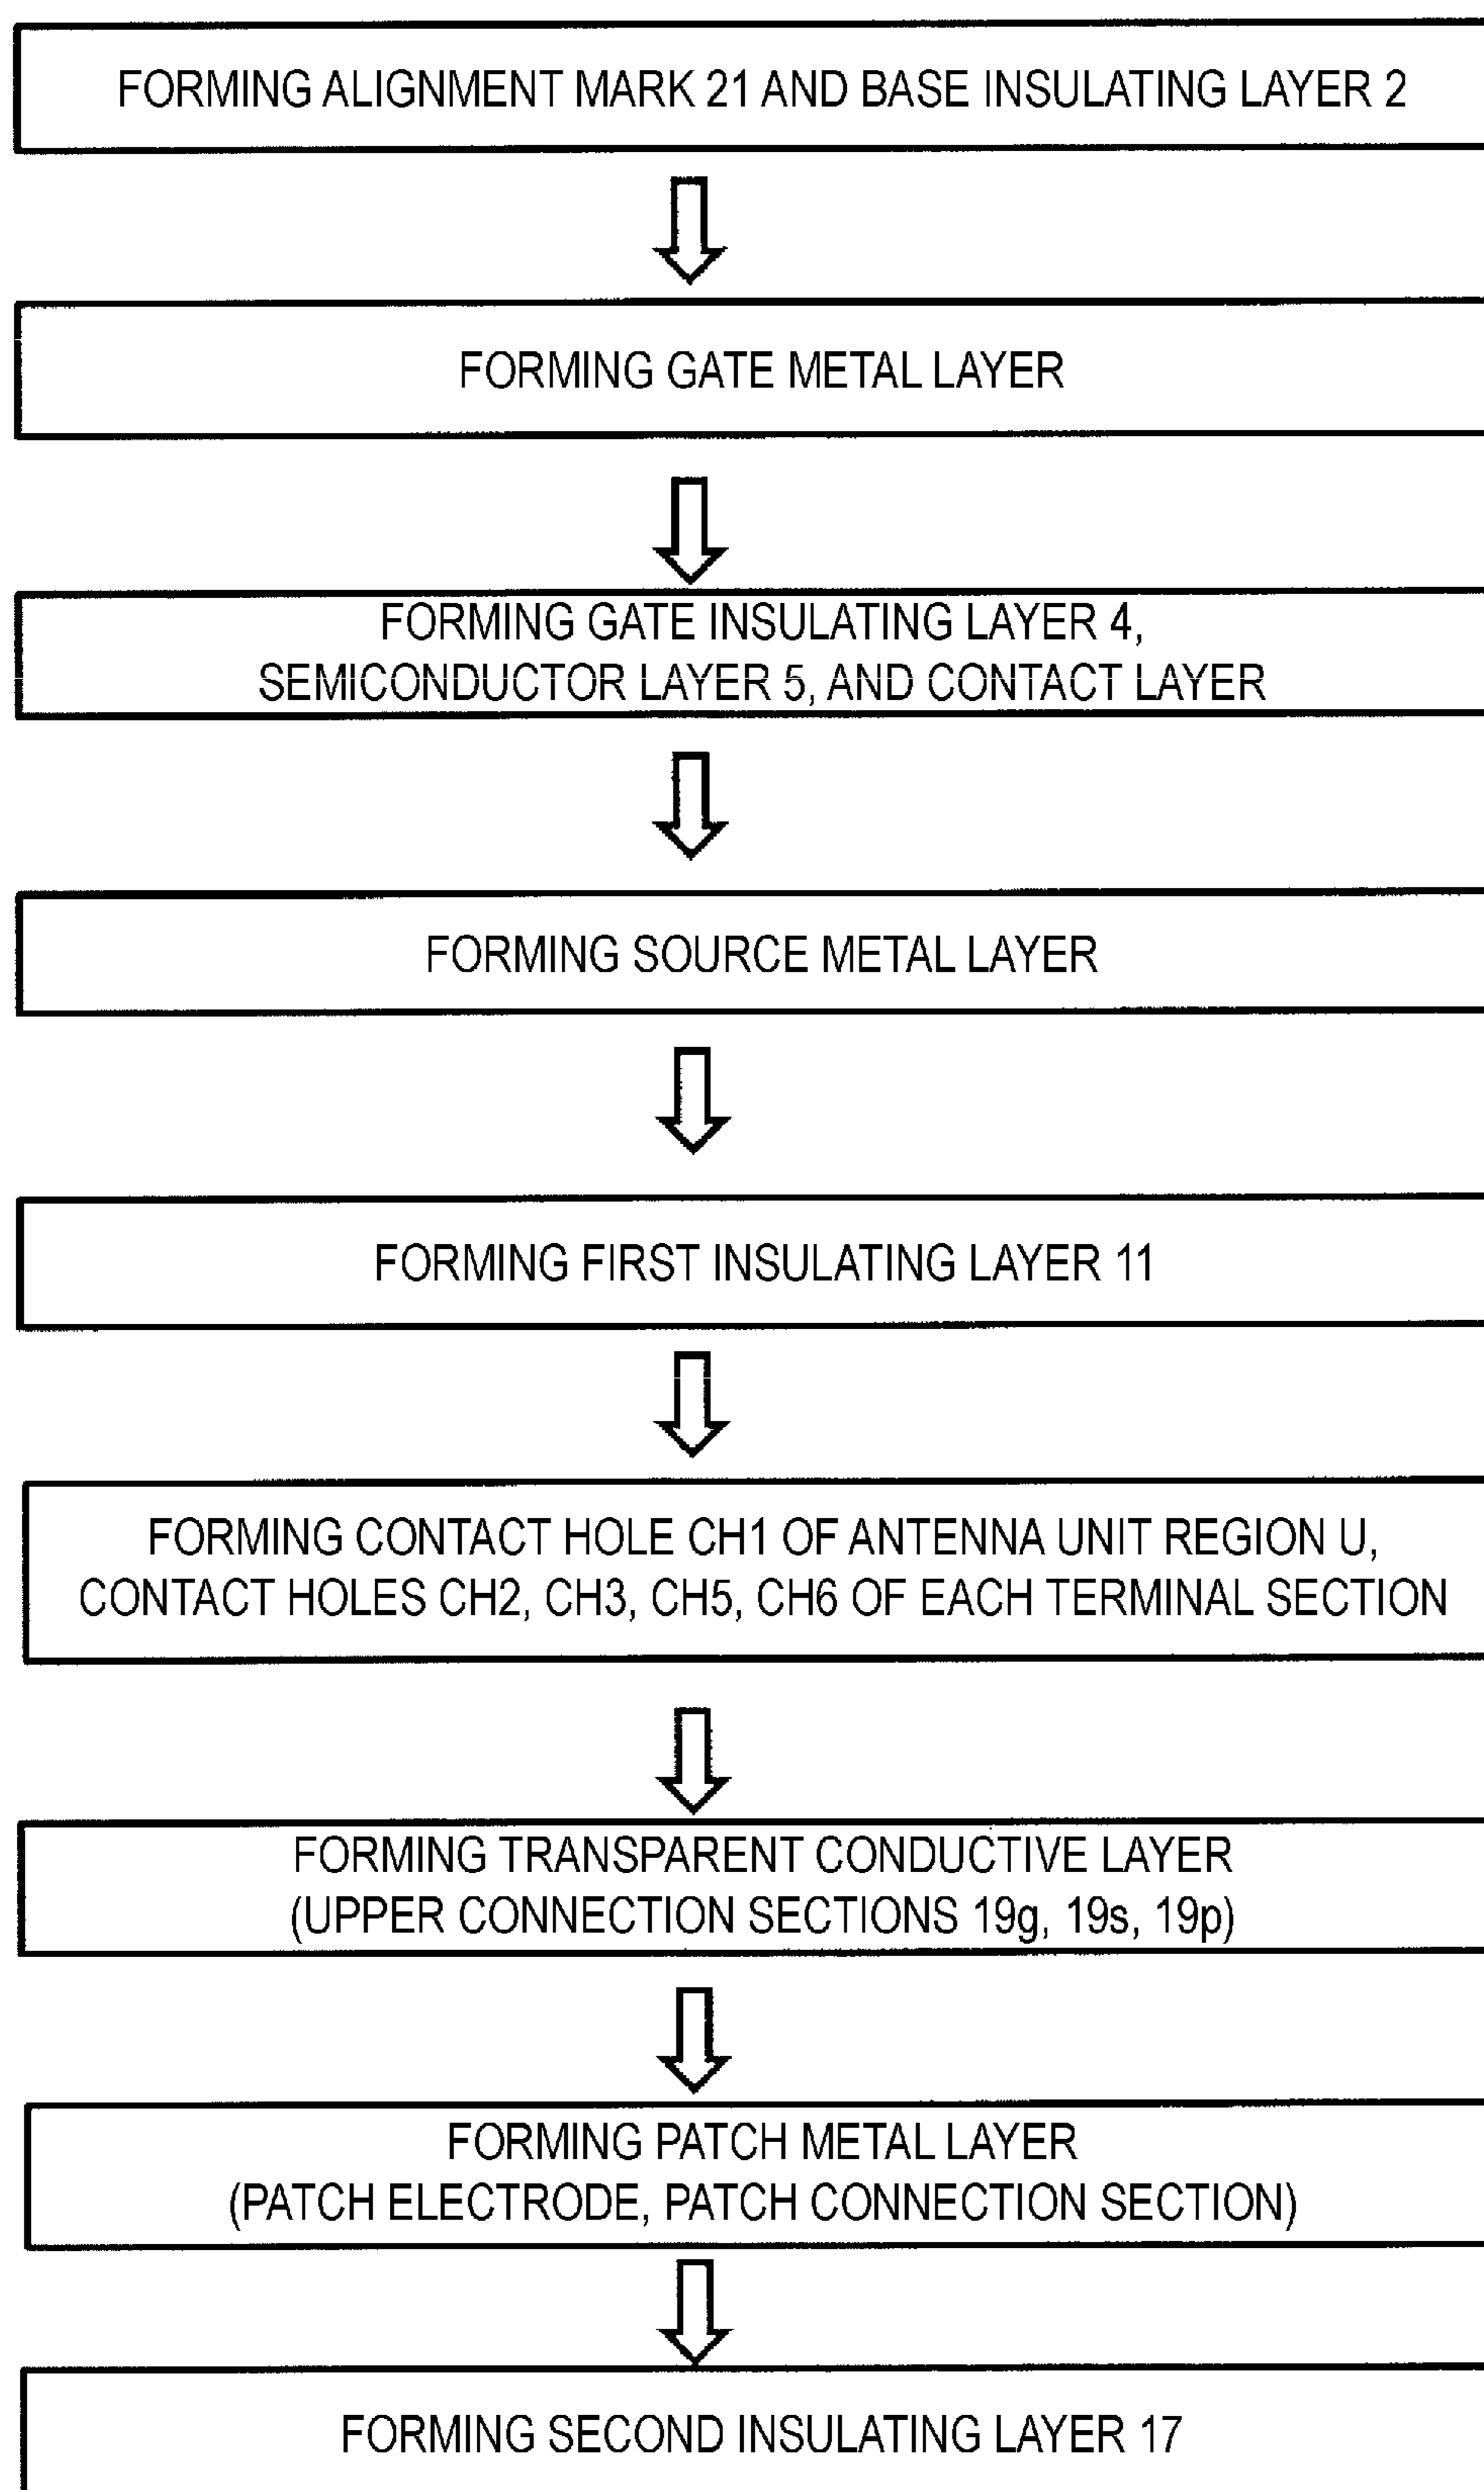 FORMING ALIGNMENT MARK 21 AND BASE INSULATING LAYER 2
FORMING GATE METAL LAYER
FORMING GATE INSULATING LAYER 4,
SEMICONDUCTOR LAYER 5, AND CONTACT LAYER
FORMING SOURCE METAL LAYER
FORMING FIRST INSULATING LAYER 11
FORMING CONTACT HOLE CH1 OF ANTENNA UNIT REGION U,
CONTACT HOLES CH2, CH3, CH5, CH6 OF EACH TERMINAL SECTION
FORMING TRANSPARENT CONDUCTIVE LAYER
(UPPER CONNECTION SECTIONS 19g, 19s, 19p)
FORMING PATCH METAL LAYER
(PATCH ELECTRODE, PATCH CONNECTION SECTION)
FORMING SECOND INSULATING LAYER 17